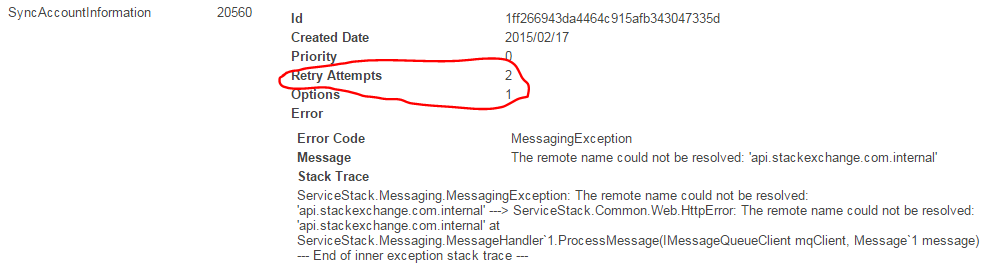 SyncAccountInformation 20560
Id 1ff266943da4464c915afb343047335d
Created Date 2015/02/17
Priority 0
Retry Attempts 2
Options 1
Error
Error Code MessagingException
Message The remote name could not be resolved: 'api.stackexchange.com.internal'
Stack Trace
ServiceStack.Messaging.MessagingException: The remote name could not be resolved:
'api.stackexchange.com.internal' ---> ServiceStack.Common.Web.HttpError: The remote name could not be resolved:
'api.stackexchange.com.internal' at
ServiceStack.Messaging.MessageHandler`1.ProcessMessage(IMessageQueueClient mqClient, Message`1 message)
--- End of inner exception stack trace ---